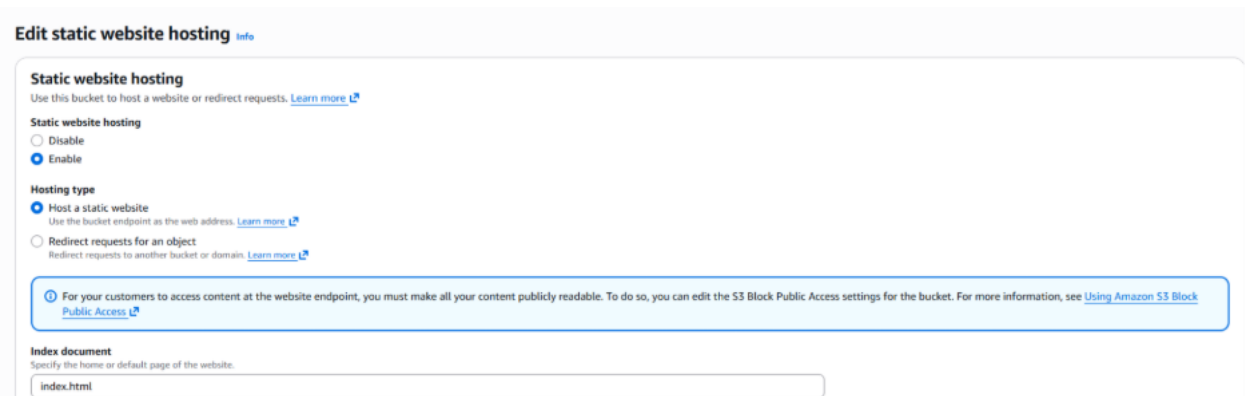 Edit static website hosting Info
Static website hosting
Use this bucket to host a website or redirect requests. Learn more
Static website hosting
Disable
Enable
Hosting type
Host a static website
Use the bucket endpoint as the web address. Learn more
Redirect requests for an object
Redirect requests to another bucket or domain. Learn more
For your customers to access content at the website endpoint, you must make all your content publicly readable. To do so, you can edit the S3 Block Public Access settings for the bucket. For more information, see Using Amazon S3 Block
Public Access
Index document
Specify the home or default page of the website.
index.html